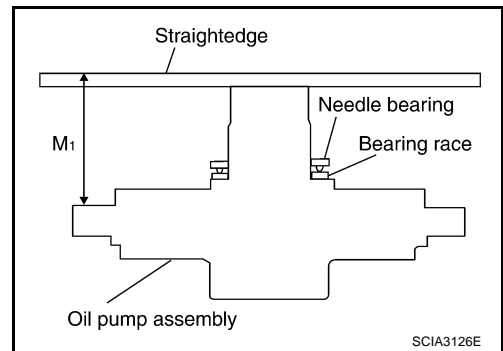 Straightedge
Needle bearing
M1
Bearing race
Oil pump assembly
SCIA3126E